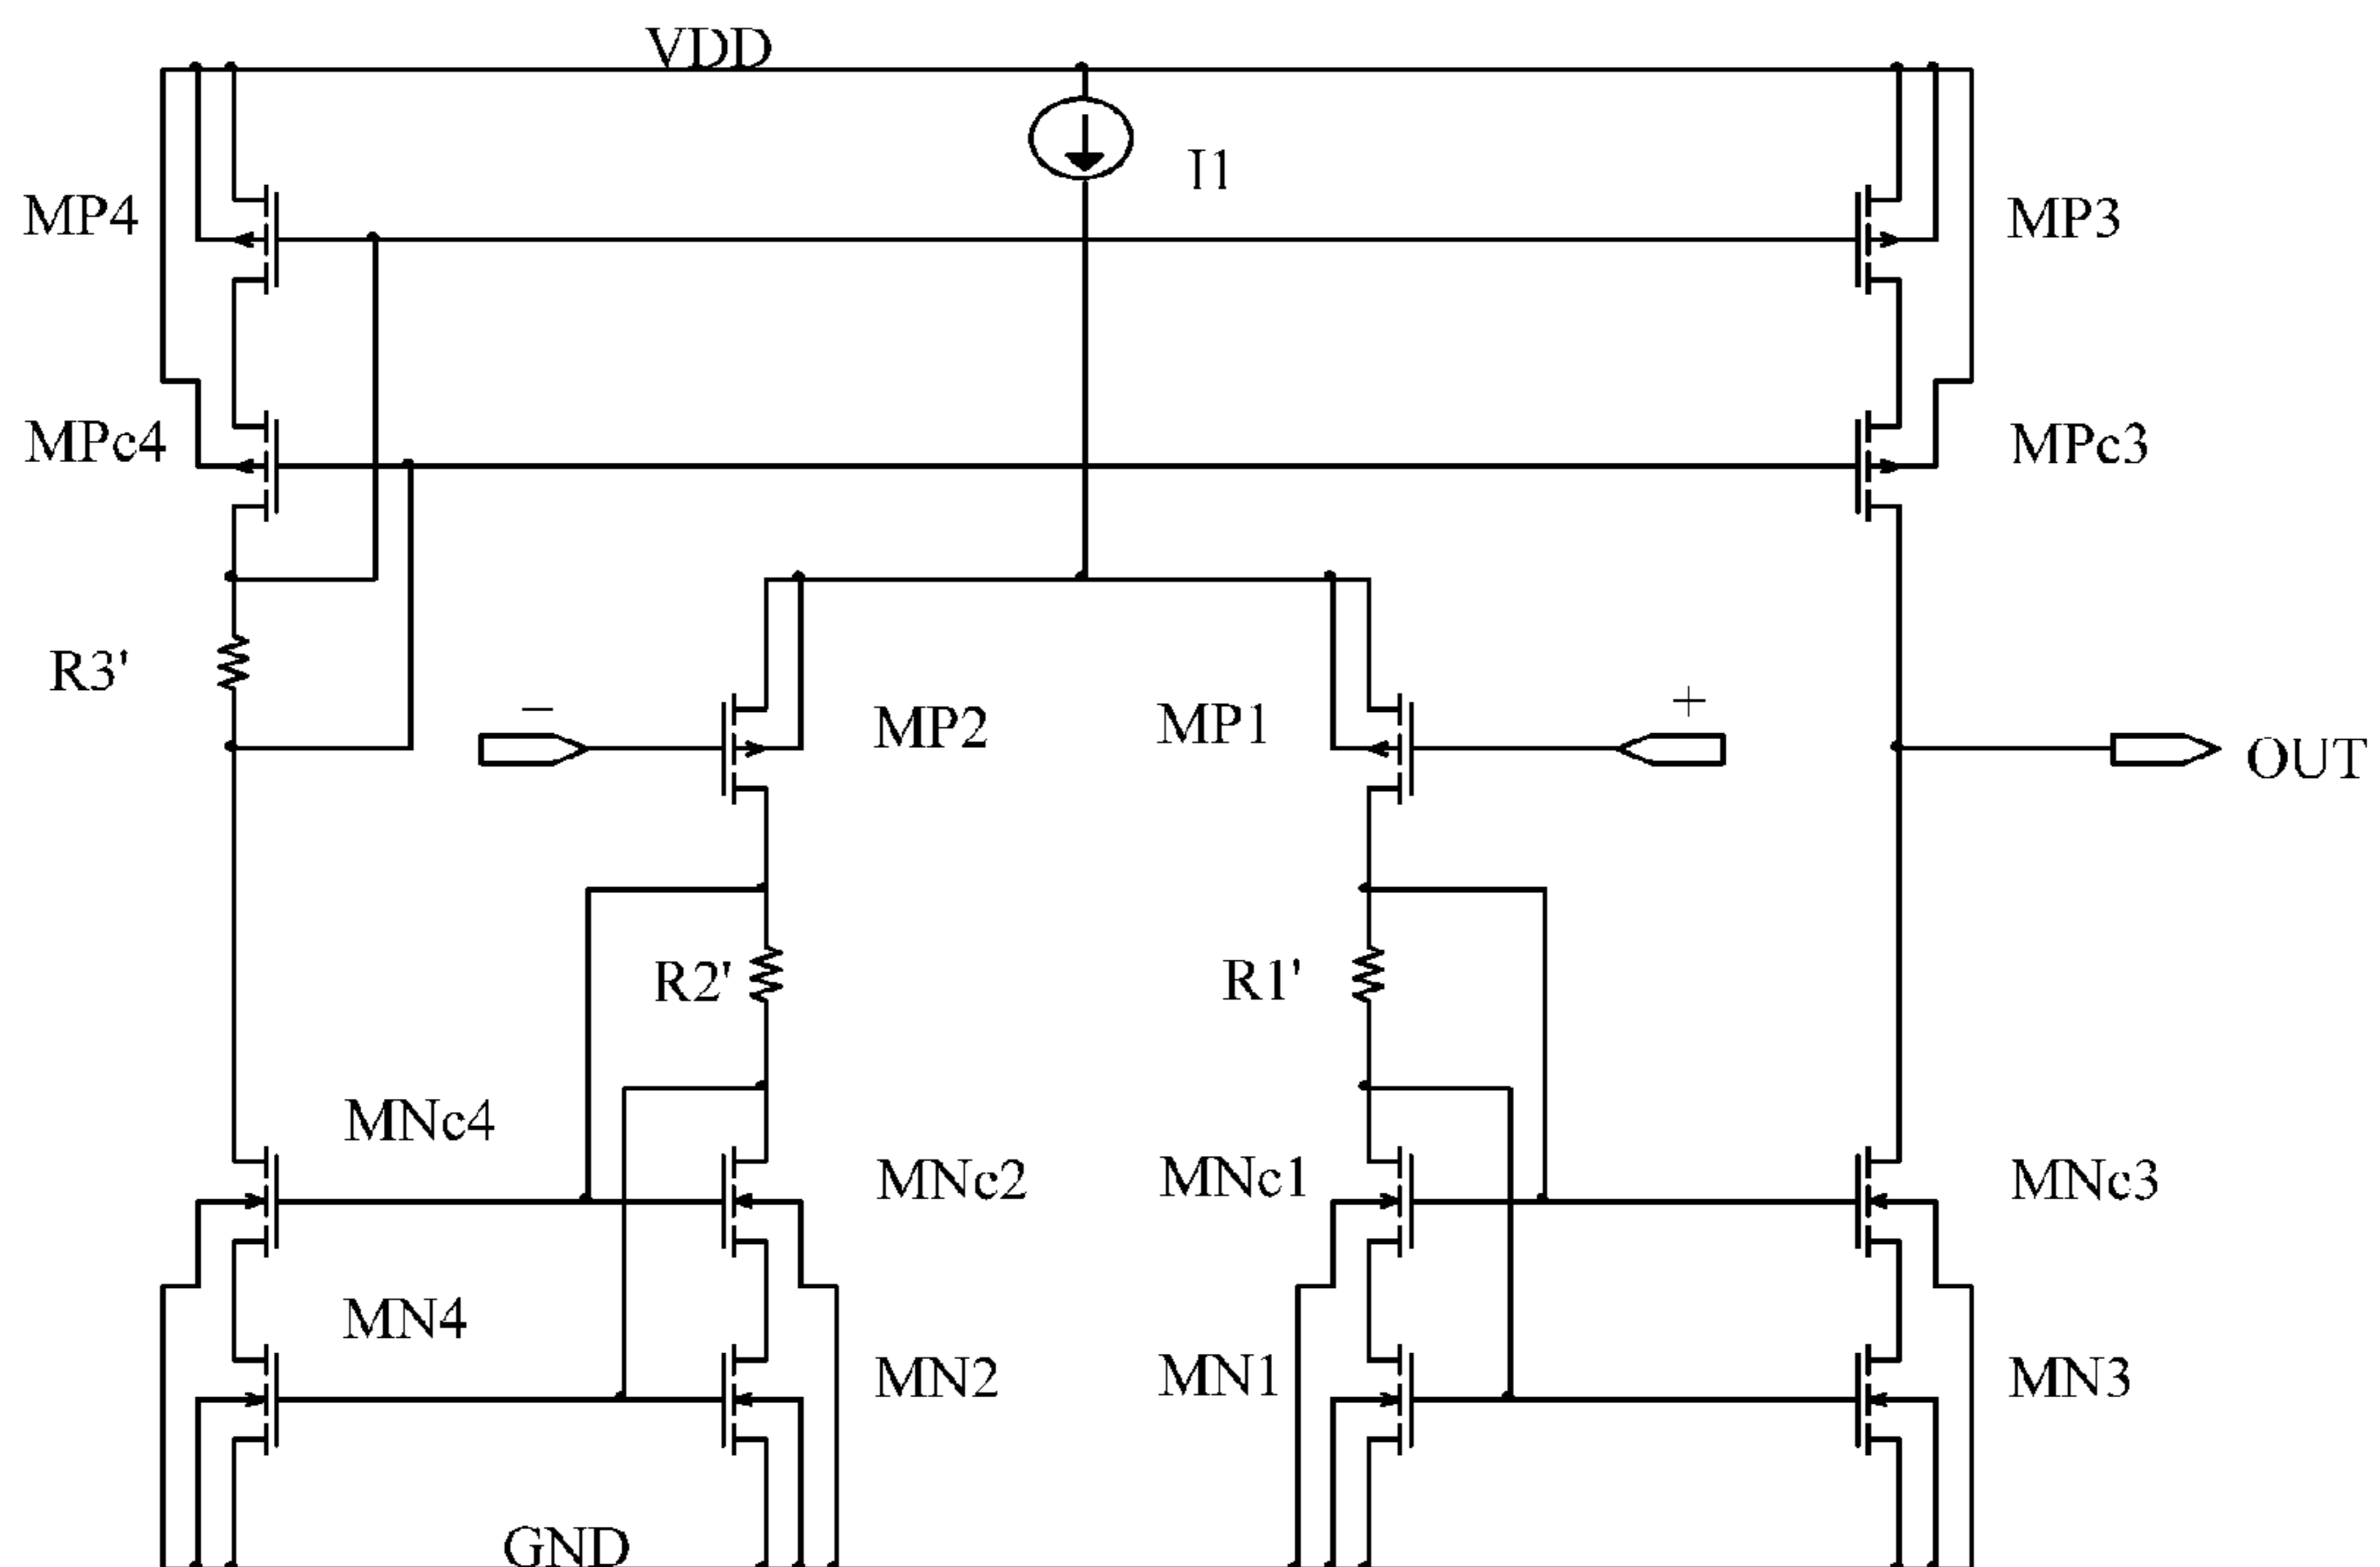 VDD
I1
MP4
MP3
MPc4
MPc3
R3'
−
MP2
MP1
+
OUT
R2'
R1'
MNc4
MNc2
MNc1
MNc3
MN4
MN2
MN1
MN3
GND